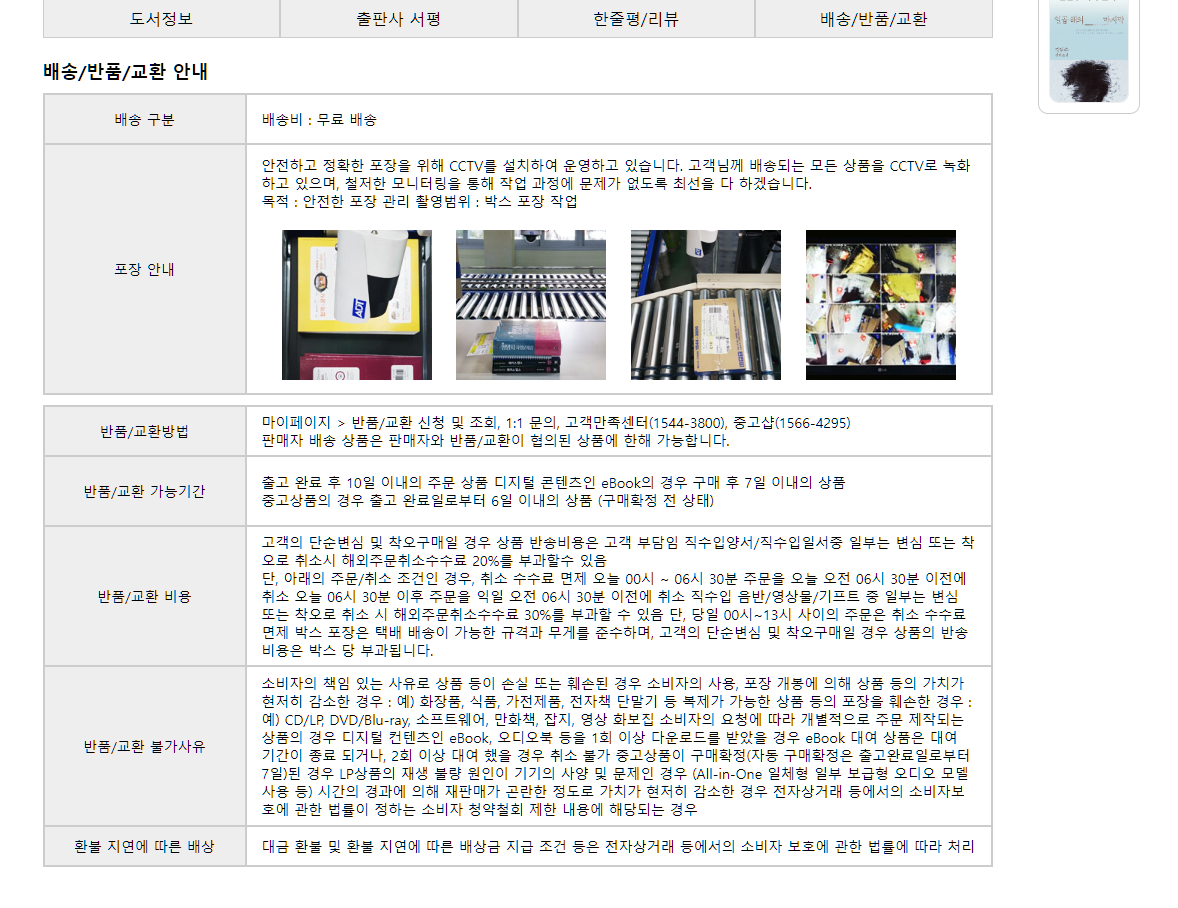 도서정보
출판사 서평
한줄평/리뷰
배송/반품/교환
배송/반품/교환 안내
배송 구분
배송비 : 무료 배송
포장 안내
안전하고 정확한 포장을 위해 CCTV를 설치하여 운영하고 있습니다. 고객님께 배송되는 모든 상품을 CCTV로 녹화
하고 있으며, 철저한 모니터링을 통해 작업 과정에 문제가 없도록 최선을 다 하겠습니다.
목적 : 안전한 포장 관리 촬영범위 : 박스 포장 작업
ADT
반품/교환방법
마이페이지 > 반품/교환 신청 및 조회, 1:1 문의, 고객만족센터(1544-3800), 중고샵(1566-4295)
판매자 배송 상품은 판매자와 반품/교환이 협의된 상품에 한해 가능합니다.
반품/교환 가능기간
출고 완료 후 10일 이내의 주문 상품 디지털 콘텐츠인 eBook의 경우 구매 후 7일 이내의 상품
중고상품의 경우 출고 완료일로부터 6일 이내의 상품 (구매확정 전 상태)
반품/교환 비용
고객의 단순변심 및 착오구매일 경우 상품 반송비용은 고객 부담임 직수입양서/직수입일서중 일부는 변심 또는 착
오로 취소시 해외주문취소수수료 20%를 부과할수 있음
단, 아래의 주문/취소 조건인 경우, 취소 수수료 면제 오늘 00시 ~ 06시 30분 주문을 오늘 오전 06시 30분 이전에
취소 오늘 06시 30분 이후 주문을 익일 오전 06시 30분 이전에 취소 직수입 음반/영상물/기프트 중 일부는 변심
또는 착오로 취소 시 해외주문취소수수료 30%를 부과할 수 있음 단, 당일 00시~13시 사이의 주문은 취소 수수료
면제 박스 포장은 택배 배송이 가능한 규격과 무게를 준수하며, 고객의 단순변심 및 착오구매일 경우 상품의 반송
비용은 박스 당 부과됩니다.
반품/교환 불가사유
소비자의 책임 있는 사유로 상품 등이 손실 또는 훼손된 경우 소비자의 사용, 포장 개봉에 의해 상품 등의 가치가
현저히 감소한 경우 : 예) 화장품, 식품, 가전제품, 전자책 단말기 등 복제가 가능한 상품 등의 포장을 훼손한 경우 :
예) CD/LP, DVD/Blu-ray, 소프트웨어, 만화책, 잡지, 영상 화보집 소비자의 요청에 따라 개별적으로 주문 제작되는
상품의 경우 디지털 컨텐츠인 eBook, 오디오북 등을 1회 이상 다운로드를 받았을 경우 eBook 대여 상품은 대여
기간이 종료 되거나, 2회 이상 대여 했을 경우 취소 불가 중고상품이 구매확정(자동 구매확정은 출고완료일로부터
7일)된 경우 LP상품의 재생 불량 원인이 기기의 사양 및 문제인 경우 (All-in-One 일체형 일부 보급형 오디오 모델
사용 등) 시간의 경과에 의해 재판매가 곤란한 정도로 가치가 현저히 감소한 경우 전자상거래 등에서의 소비자보
호에 관한 법률이 정하는 소비자 청약철회 제한 내용에 해당되는 경우
환불 지연에 따른 배상
대금 환불 및 환불 지연에 따른 배상금 지급 조건 등은 전자상거래 등에서의 소비자 보호에 관한 법률에 따라 처리